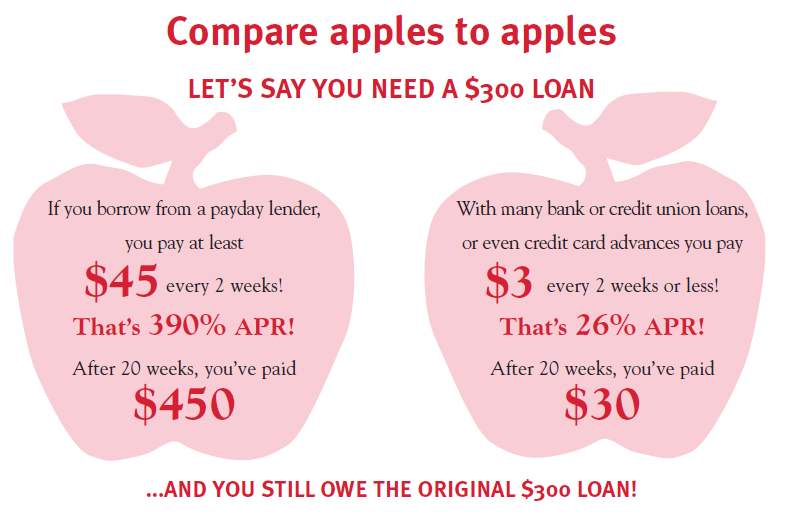 Compare apples to apples
LET'S SAY YOU NEED A $300 LOAN
If you borrow from a payday lender,
you pay at least
$45 every 2 weeks!
That's 390% APR!
After 20 weeks, you've paid
$450
With many bank or credit union loans,
or even credit card advances you pay
$3 every 2 weeks or less!
That's 26% APR!
After 20 weeks, you've paid
$30
...AND YOU STILL OWE THE ORIGINAL $300 LOAN!